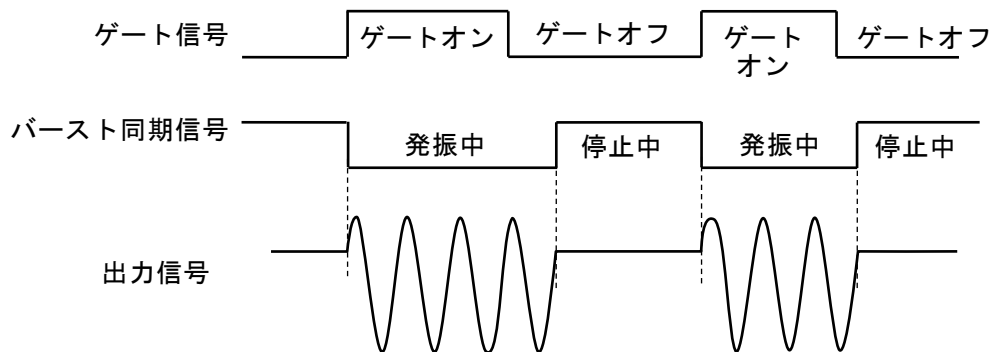 ゲート信号
ゲートオン
ゲートオフ
ゲート
オン
ゲートオフ
バースト同期信号
発振中
停止中
発振中
停止中
出力信号